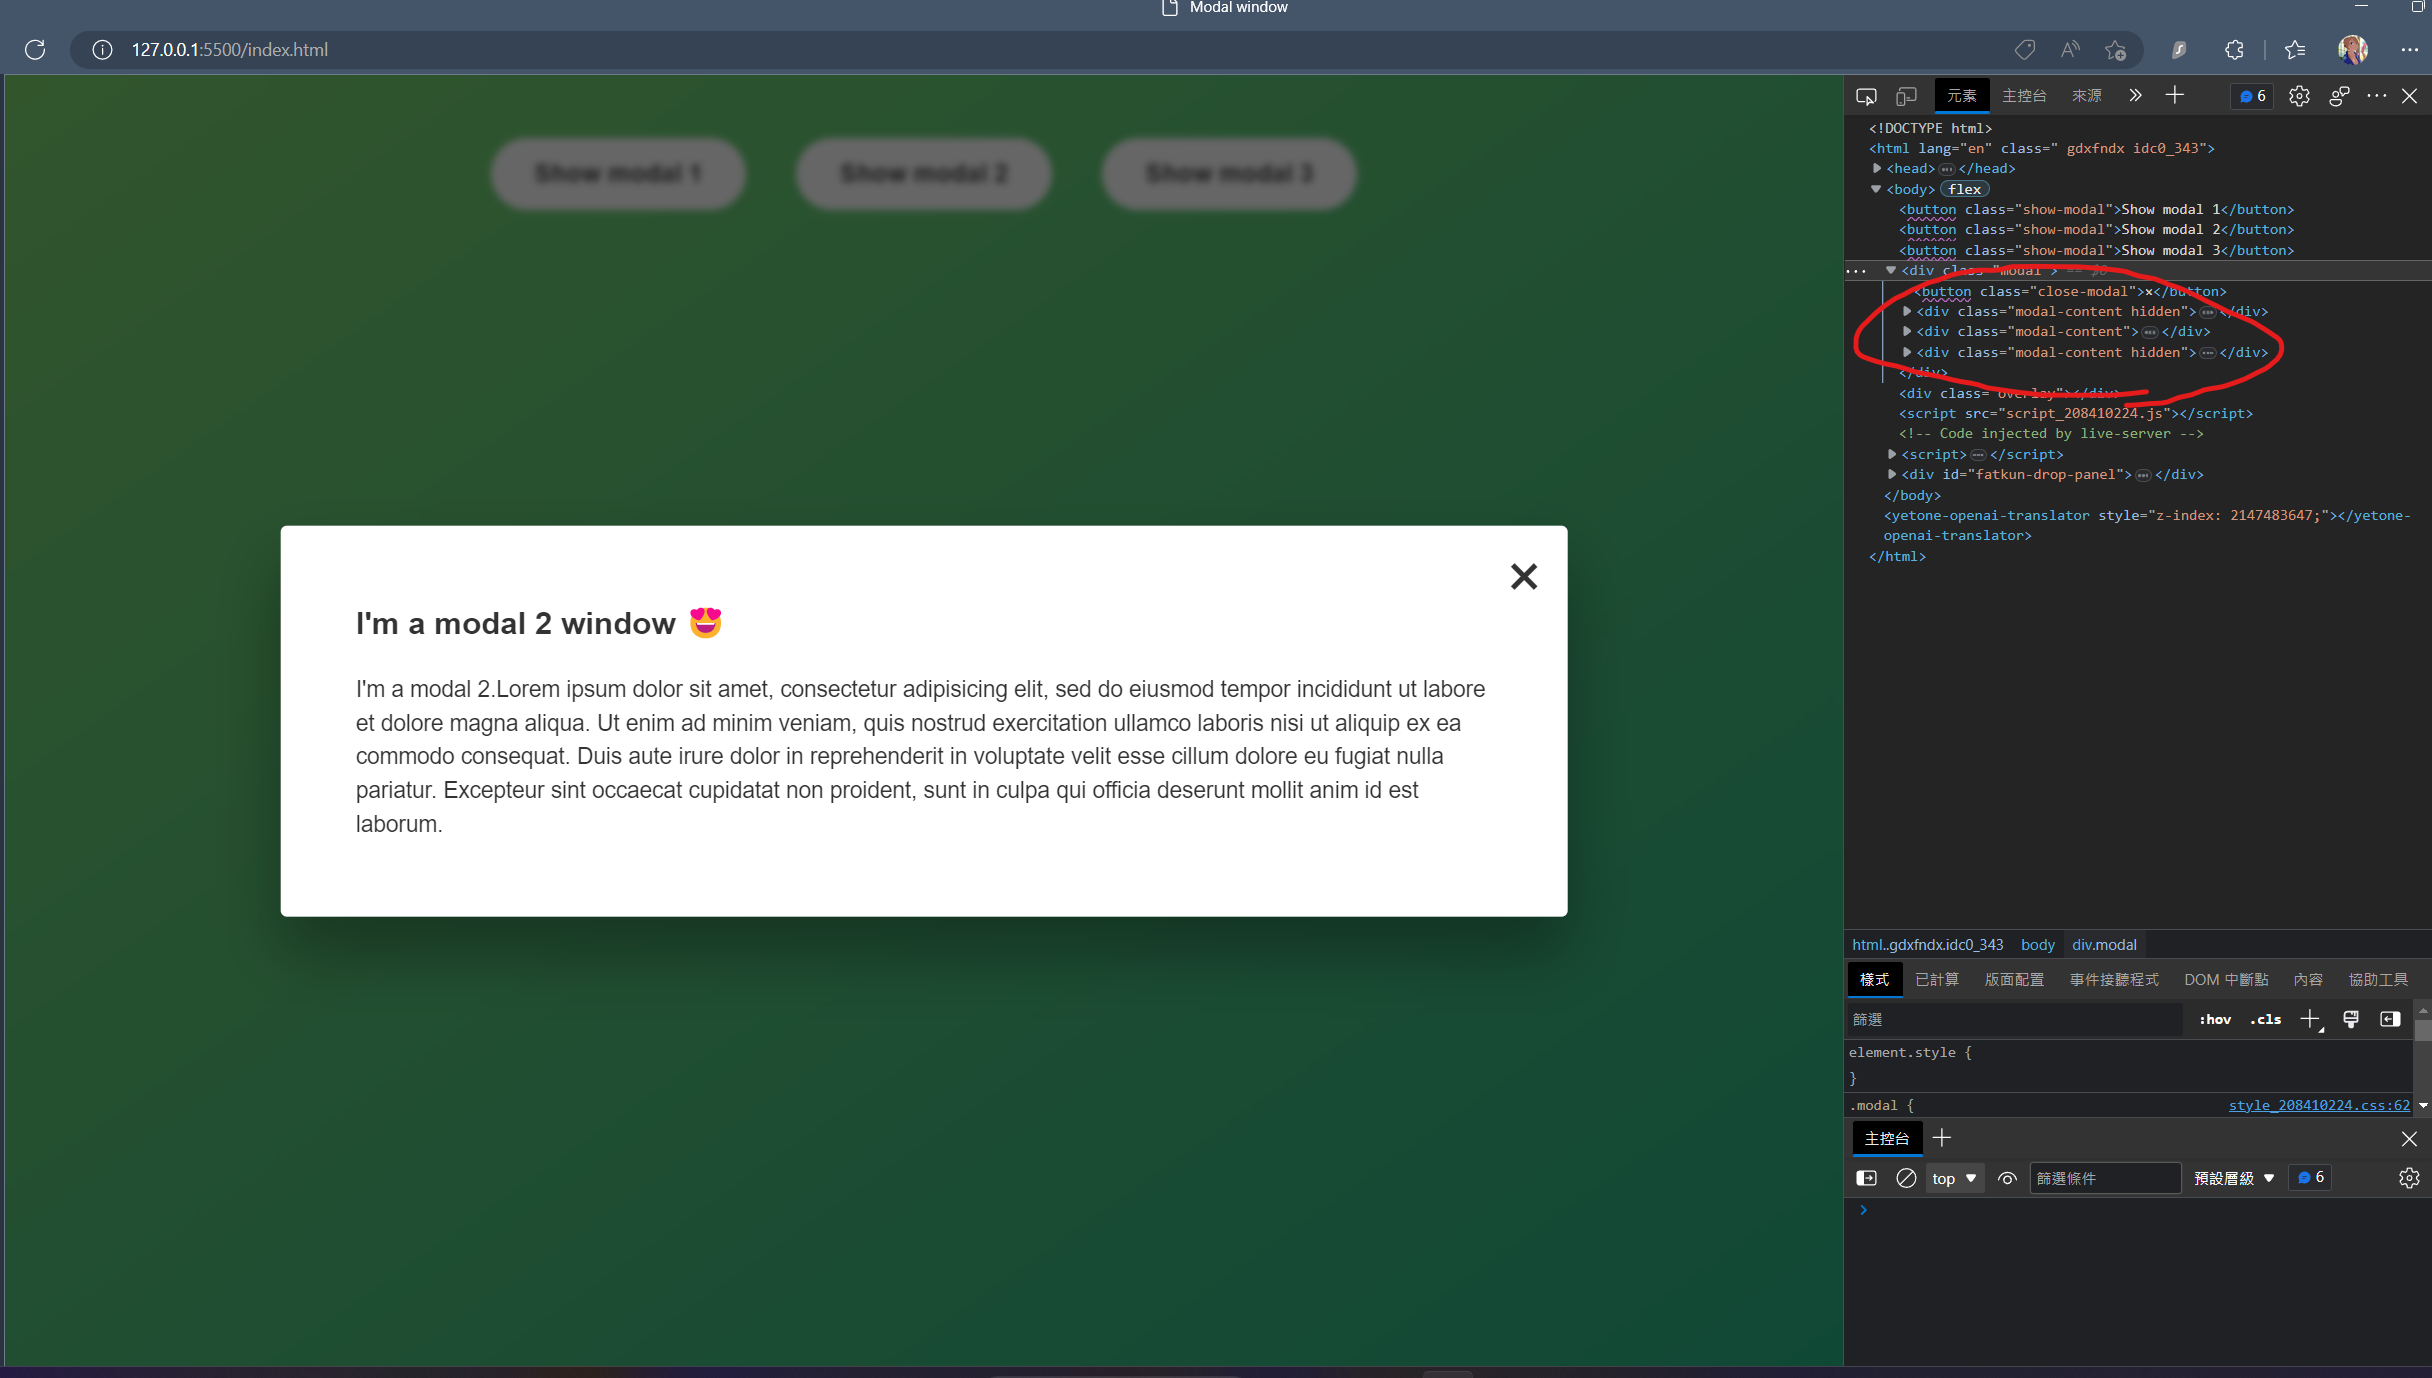 Modal window
127.0.0.1:5500/index.html
Show modal 1
Show modal 2
Show modal 3
I'm a modal 2 window 😍
I'm a modal 2.Lorem ipsum dolor sit amet, consectetur adipisicing elit, sed do eiusmod tempor incididunt ut labore
et dolore magna aliqua. Ut enim ad minim veniam, quis nostrud exercitation ullamco laboris nisi ut aliquip ex ea
commodo consequat. Duis aute irure dolor in reprehenderit in voluptate velit esse cillum dolore eu fugiat nulla
pariatur. Excepteur sint occaecat cupidatat non proident, sunt in culpa qui officia deserunt mollit anim id est
laborum.
元素 主控台 來源 6
<!DOCTYPE html>
<html lang="en" class=" gdxfndx idc0_343">
<head>…</head>
<body> flex
<button class="show-modal">Show modal 1</button>
<button class="show-modal">Show modal 2</button>
<button class="show-modal">Show modal 3</button>
<div class="modal"> == $0
<button class="close-modal">×</button>
<div class="modal-content hidden">…</div>
<div class="modal-content">…</div>
<div class="modal-content hidden">…</div>
</div>
<div class="overlay"></div>
<script src="script_208410224.js"></script>
<!-- Code injected by live-server -->
<script>…</script>
<div id="fatkun-drop-panel">…</div>
</body>
<yetone-openai-translator style="z-index: 2147483647;"></yetone-
openai-translator>
</html>
html..gdxfndx.idc0_343 body div.modal
樣式 已計算 版面配置 事件接聽程式 DOM 中斷點 內容 協助工具
篩選 :hov .cls
element.style {
}
.modal { style_208410224.css:62
主控台
top 篩選條件 預設層級 6